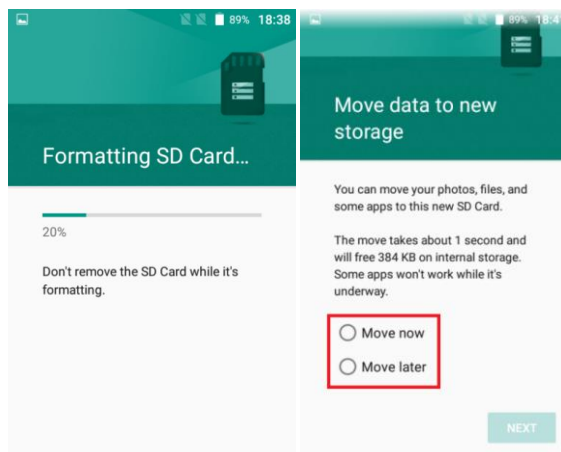 89% 18:38
Formatting SD Card...
20%
Don't remove the SD Card while it's
formatting.
89% 18:4
Move data to new
storage
You can move your photos, files, and
some apps to this new SD Card.
The move takes about 1 second and
will free 384 KB on internal storage.
Some apps won't work while it's
underway.
Move now
Move later
NEXT